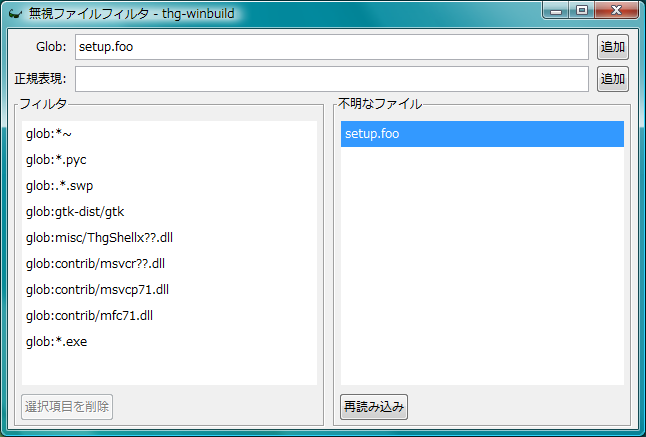 無視ファイルフィルタ - thg-winbuild
Glob: setup.foo 追加
正規表現: 追加
フィルタ
glob:*~
glob:*.pyc
glob:.*.swp
glob:gtk-dist/gtk
glob:misc/ThgShellx??.dll
glob:contrib/msvcr??.dll
glob:contrib/msvcp71.dll
glob:contrib/mfc71.dll
glob:*.exe
選択項目を削除
不明なファイル
setup.foo
再読み込み